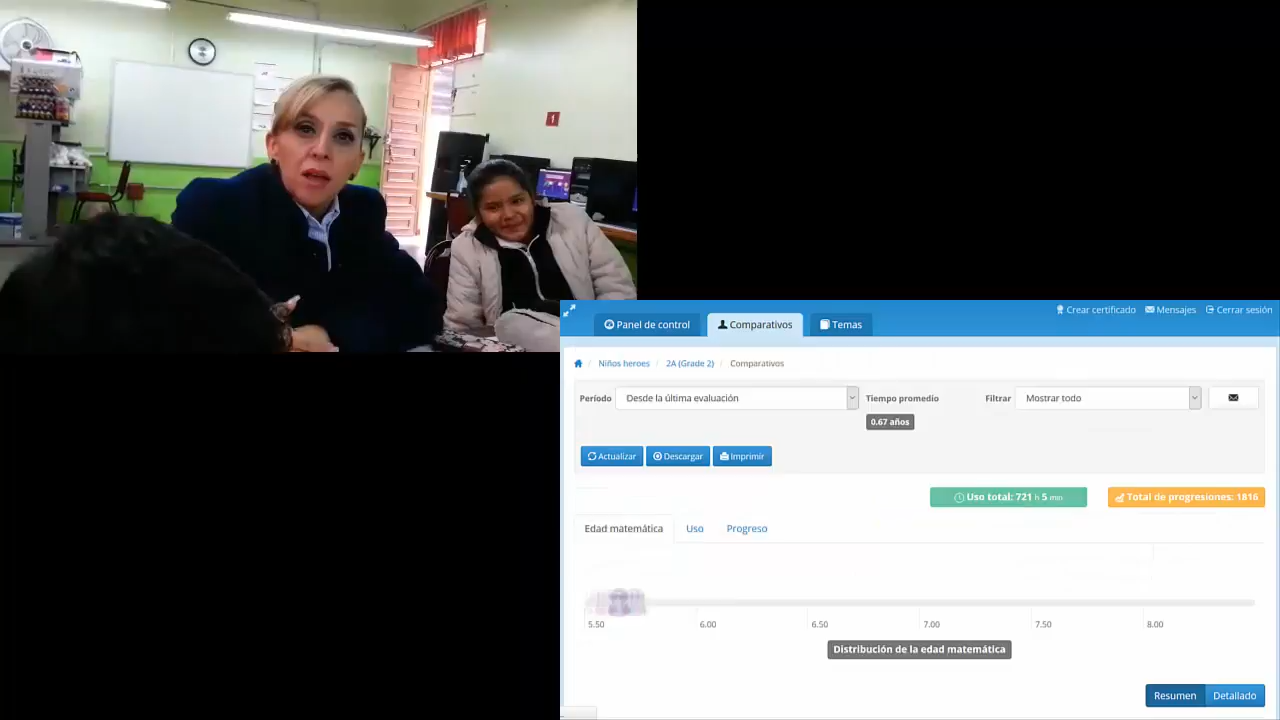 1
Crear certificado Mensajes Cerrar sesión
Panel de control Comparativos Temas
Niños heroes / 2A (Grade 2) / Comparativos
Período Desde la última evaluación Tiempo promedio Filtrar Mostrar todo
0.67 años
Actualizar Descargar Imprimir
Uso total: 721 h 5 min Total de progresiones: 1816
Edad matemática Uso Progreso
5.50 6.00 6.50 7.00 7.50 8.00
Distribución de la edad matemática
Resumen Detallado